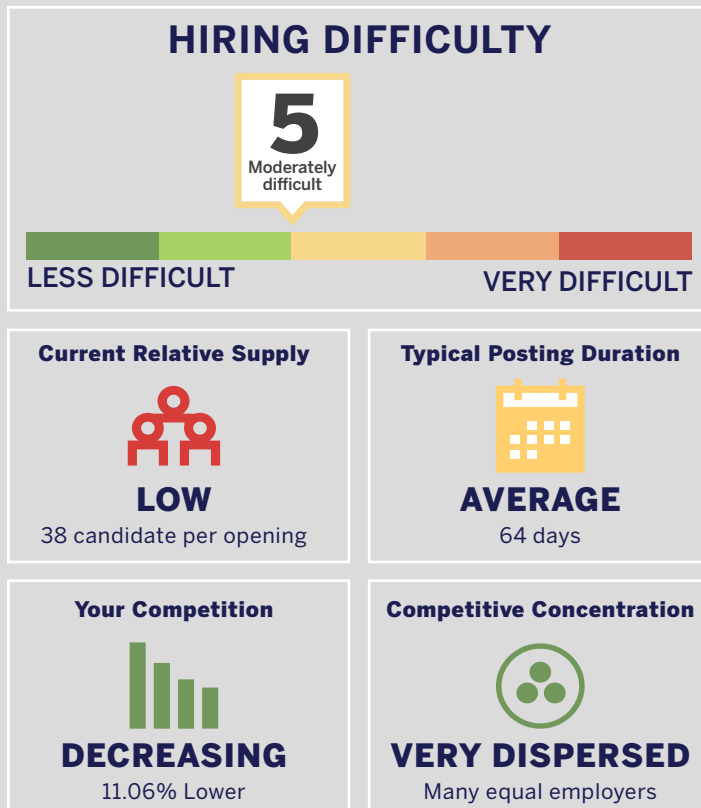 HIRING DIFFICULTY
5
Moderately
difficult
LESS DIFFICULT
VERY DIFFICULT
Current Relative Supply
LOW
38 candidate per opening
Typical Posting Duration
AVERAGE
64 days
Your Competition
DECREASING
11.06% Lower
Competitive Concentration
VERY DISPERSED
Many equal employers